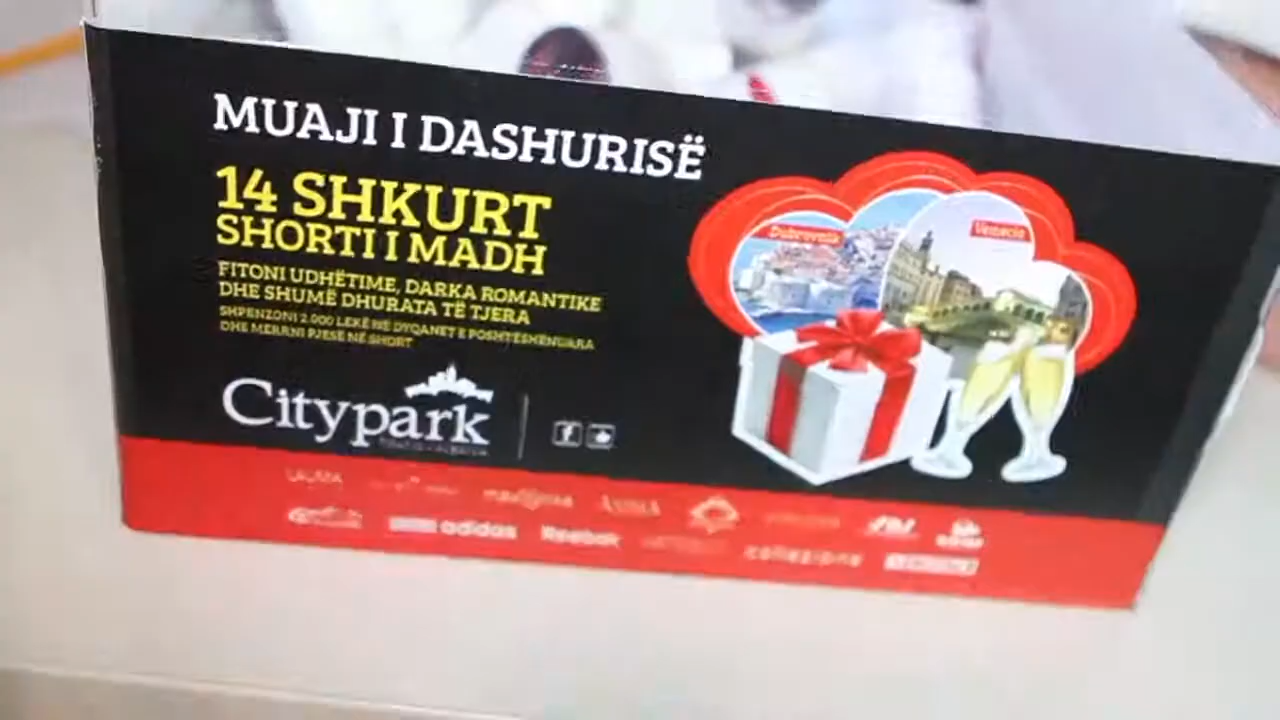 MUAJI I DASHURISË
14 SHKURT
SHORTI I MADH
FITONI UDHËTIME, DARKA ROMANTIKE
DHE SHUMË DHURATA TË TJERA
SHPENZONI 2.000 LEKË NË DYQANET E POSHTËSHËNUARA
DHE MERRNI PJESË NË SHORT
Dubrovnik
Venecia
Citypark
adidas
Reebok
collezione